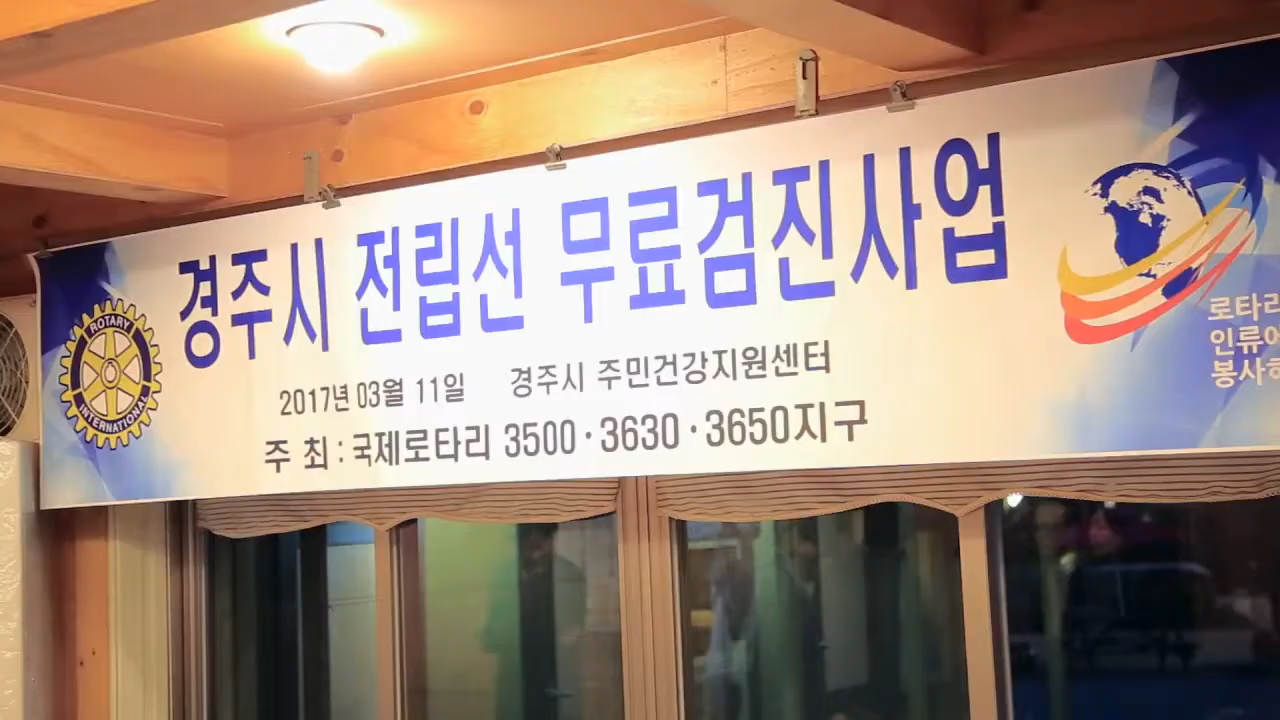 경주시 전립선 무료검진사업
2017년 03월 11일 경주시 주민건강지원센터
주 최 : 국제로타리 3500·3630·3650지구
ROTARY
INTERNATIONAL
로타리
인류에
봉사하